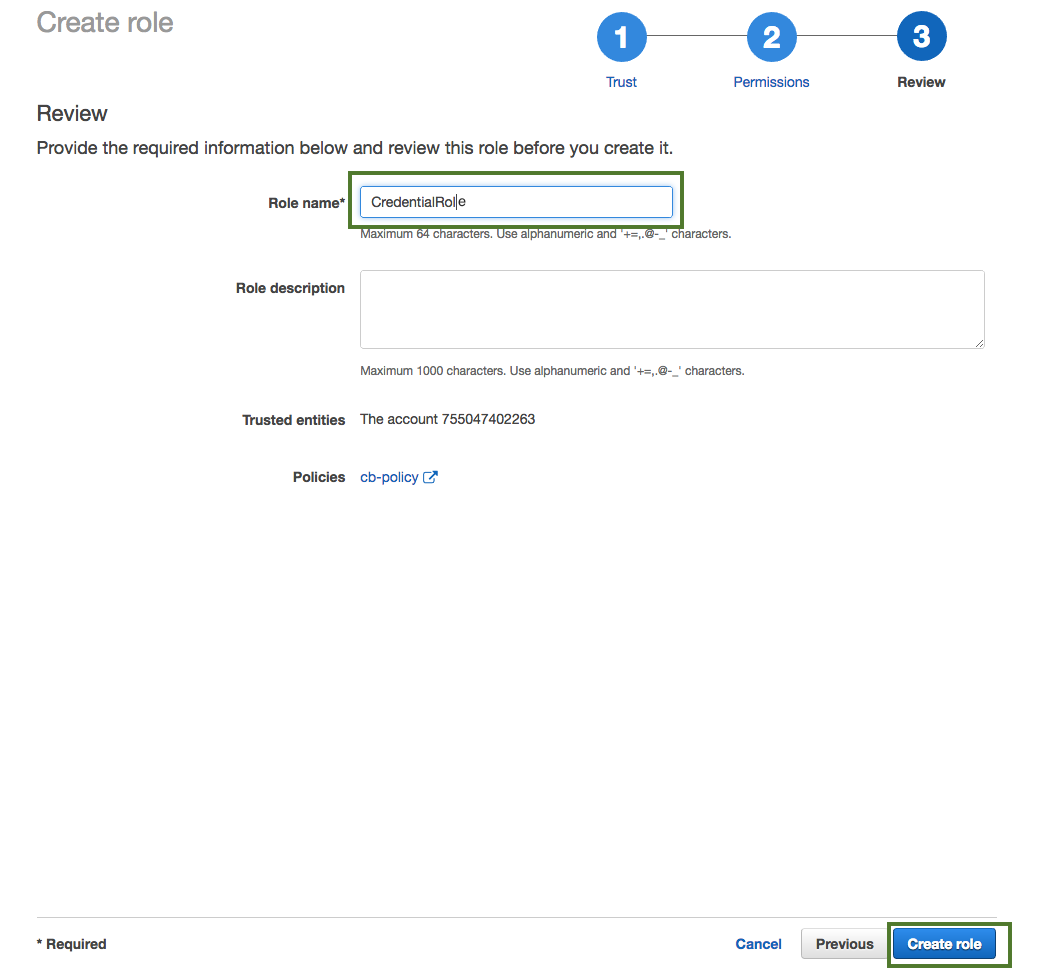 Create role
1 2 3
Trust Permissions Review
Review
Provide the required information below and review this role before you create it.
Role name* CredentialRole
Maximum 64 characters. Use alphanumeric and '+=,.@-_' characters.
Role description
Maximum 1000 characters. Use alphanumeric and '+=,.@-_' characters.
Trusted entities The account 755047402263
Policies cb-policy
* Required Cancel Previous Create role